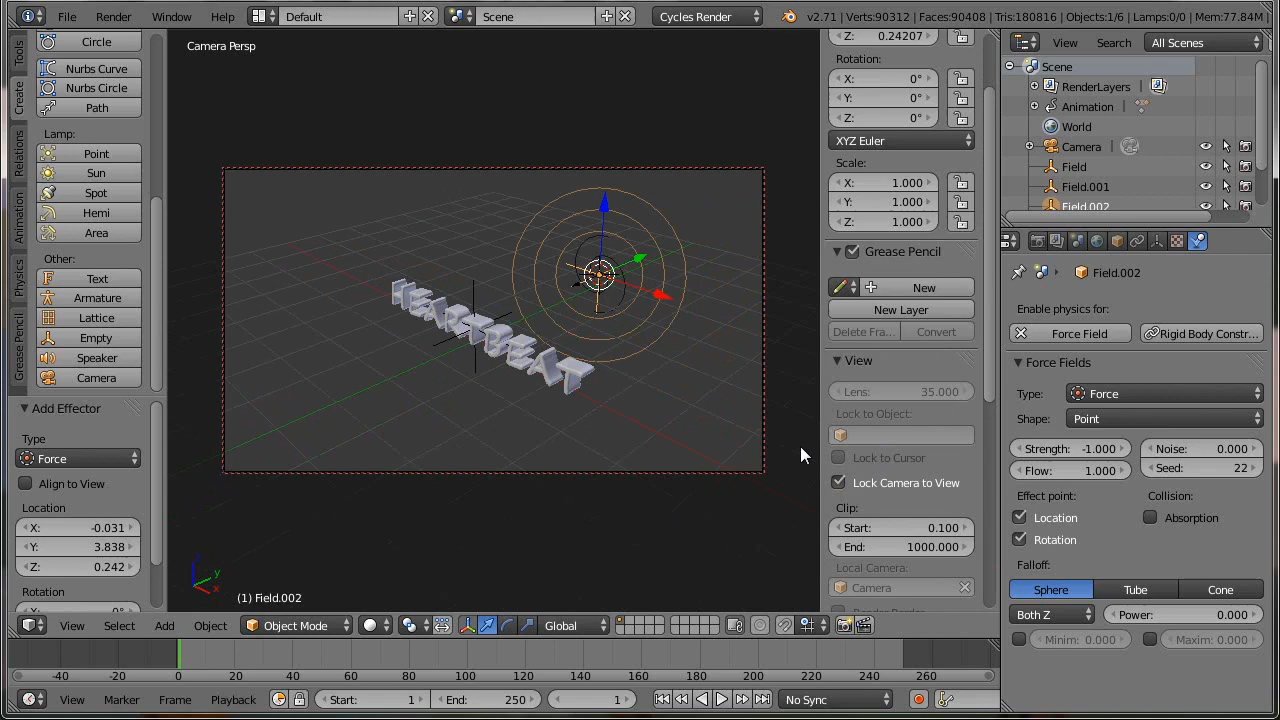 File Render Window Help Default Scene Cycles Render v2.71 | Verts:90312 | Faces:90408 | Tris:180816 | Objects:1/6 | Lamps:0/0 | Mem:77.84M |
Tools
Create
Relations
Animation
Physics
Grease Pencil
Circle
Nurbs Curve
Nurbs Circle
Path
Lamp:
Point
Sun
Spot
Hemi
Area
Other:
Text
Armature
Lattice
Empty
Speaker
Camera
Add Effector
Type
Force
Align to View
Location
X: -0.031
Y: 3.838
Z: 0.242
Rotation
Camera Persp
HEARTBEAT
z
y
x
(1) Field.002
Z: 0.24207
Rotation:
X: 0°
Y: 0°
Z: 0°
XYZ Euler
Scale:
X: 1.000
Y: 1.000
Z: 1.000
Grease Pencil
New
New Layer
Delete Fra... Convert
View
Lens: 35.000
Lock to Object:
Lock to Cursor
Lock Camera to View
Clip:
Start: 0.100
End: 1000.000
Local Camera:
Camera
View Search All Scenes
Scene
RenderLayers
Animation
World
Camera
Field
Field.001
Field.002
Field.002
Enable physics for:
Force Field Rigid Body Constr...
Force Fields
Type: Force
Shape: Point
Strength: -1.000 Noise: 0.000
Flow: 1.000 Seed: 22
Effect point: Collision:
Location Absorption
Rotation
Falloff:
Sphere Tube Cone
Both Z Power: 0.000
Minim: 0.000 Maxim: 0.000
View Select Add Object Object Mode Global
-40 -20 0 20 40 60 80 100 120 140 160 180 200 220 240 260
View Marker Frame Playback Start: 1 End: 250 1 No Sync